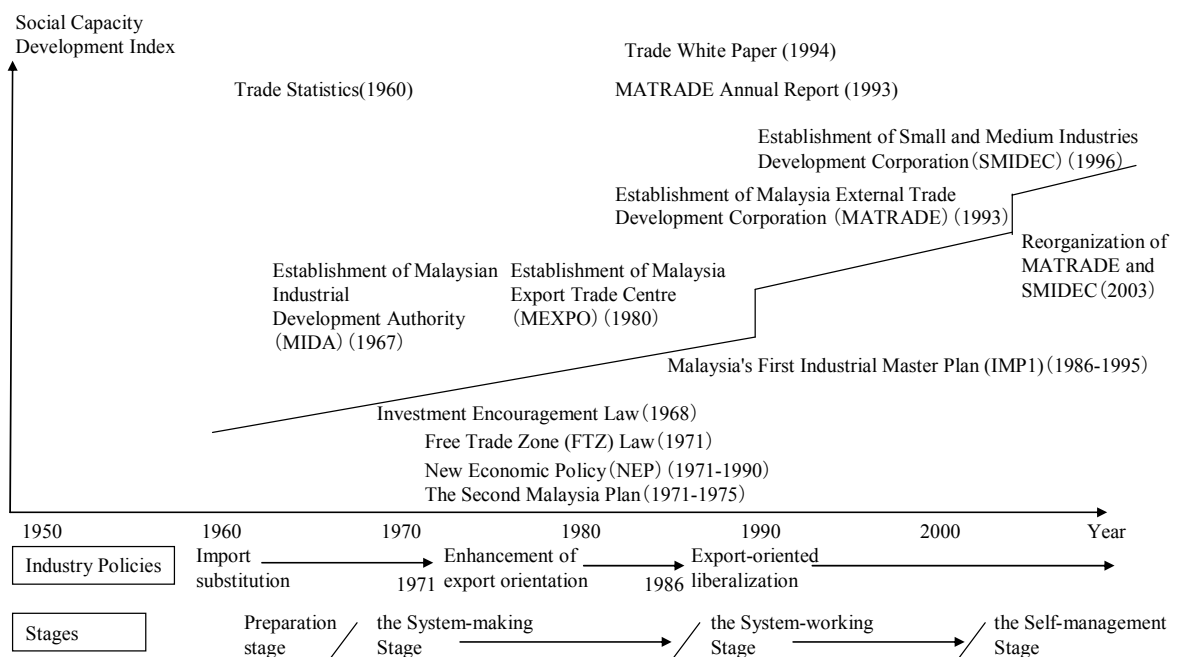 Social Capacity
Development Index
Trade White Paper (1994)
Trade Statistics(1960)
MATRADE Annual Report (1993)
Establishment of Small and Medium Industries
Development Corporation(SMIDEC) (1996)
Establishment of Malaysia External Trade
Development Corporation (MATRADE) (1993)
Reorganization of
MATRADE and
SMIDEC(2003)
Establishment of Malaysian
Industrial
Development Authority
(MIDA) (1967)
Establishment of Malaysia
Export Trade Centre
(MEXPO) (1980)
Malaysia's First Industrial Master Plan (IMP1)(1986-1995)
Investment Encouragement Law(1968)
Free Trade Zone (FTZ) Law(1971)
New Economic Policy(NEP) (1971-1990)
The Second Malaysia Plan(1971-1975)
1950 1960 1970 1980 1990 2000 Year
Industry Policies
Import
substitution
1971
Enhancement of
export orientation
1986
Export-oriented
liberalization
Stages
Preparation
stage
the System-making
Stage
the System-working
Stage
the Self-management
Stage